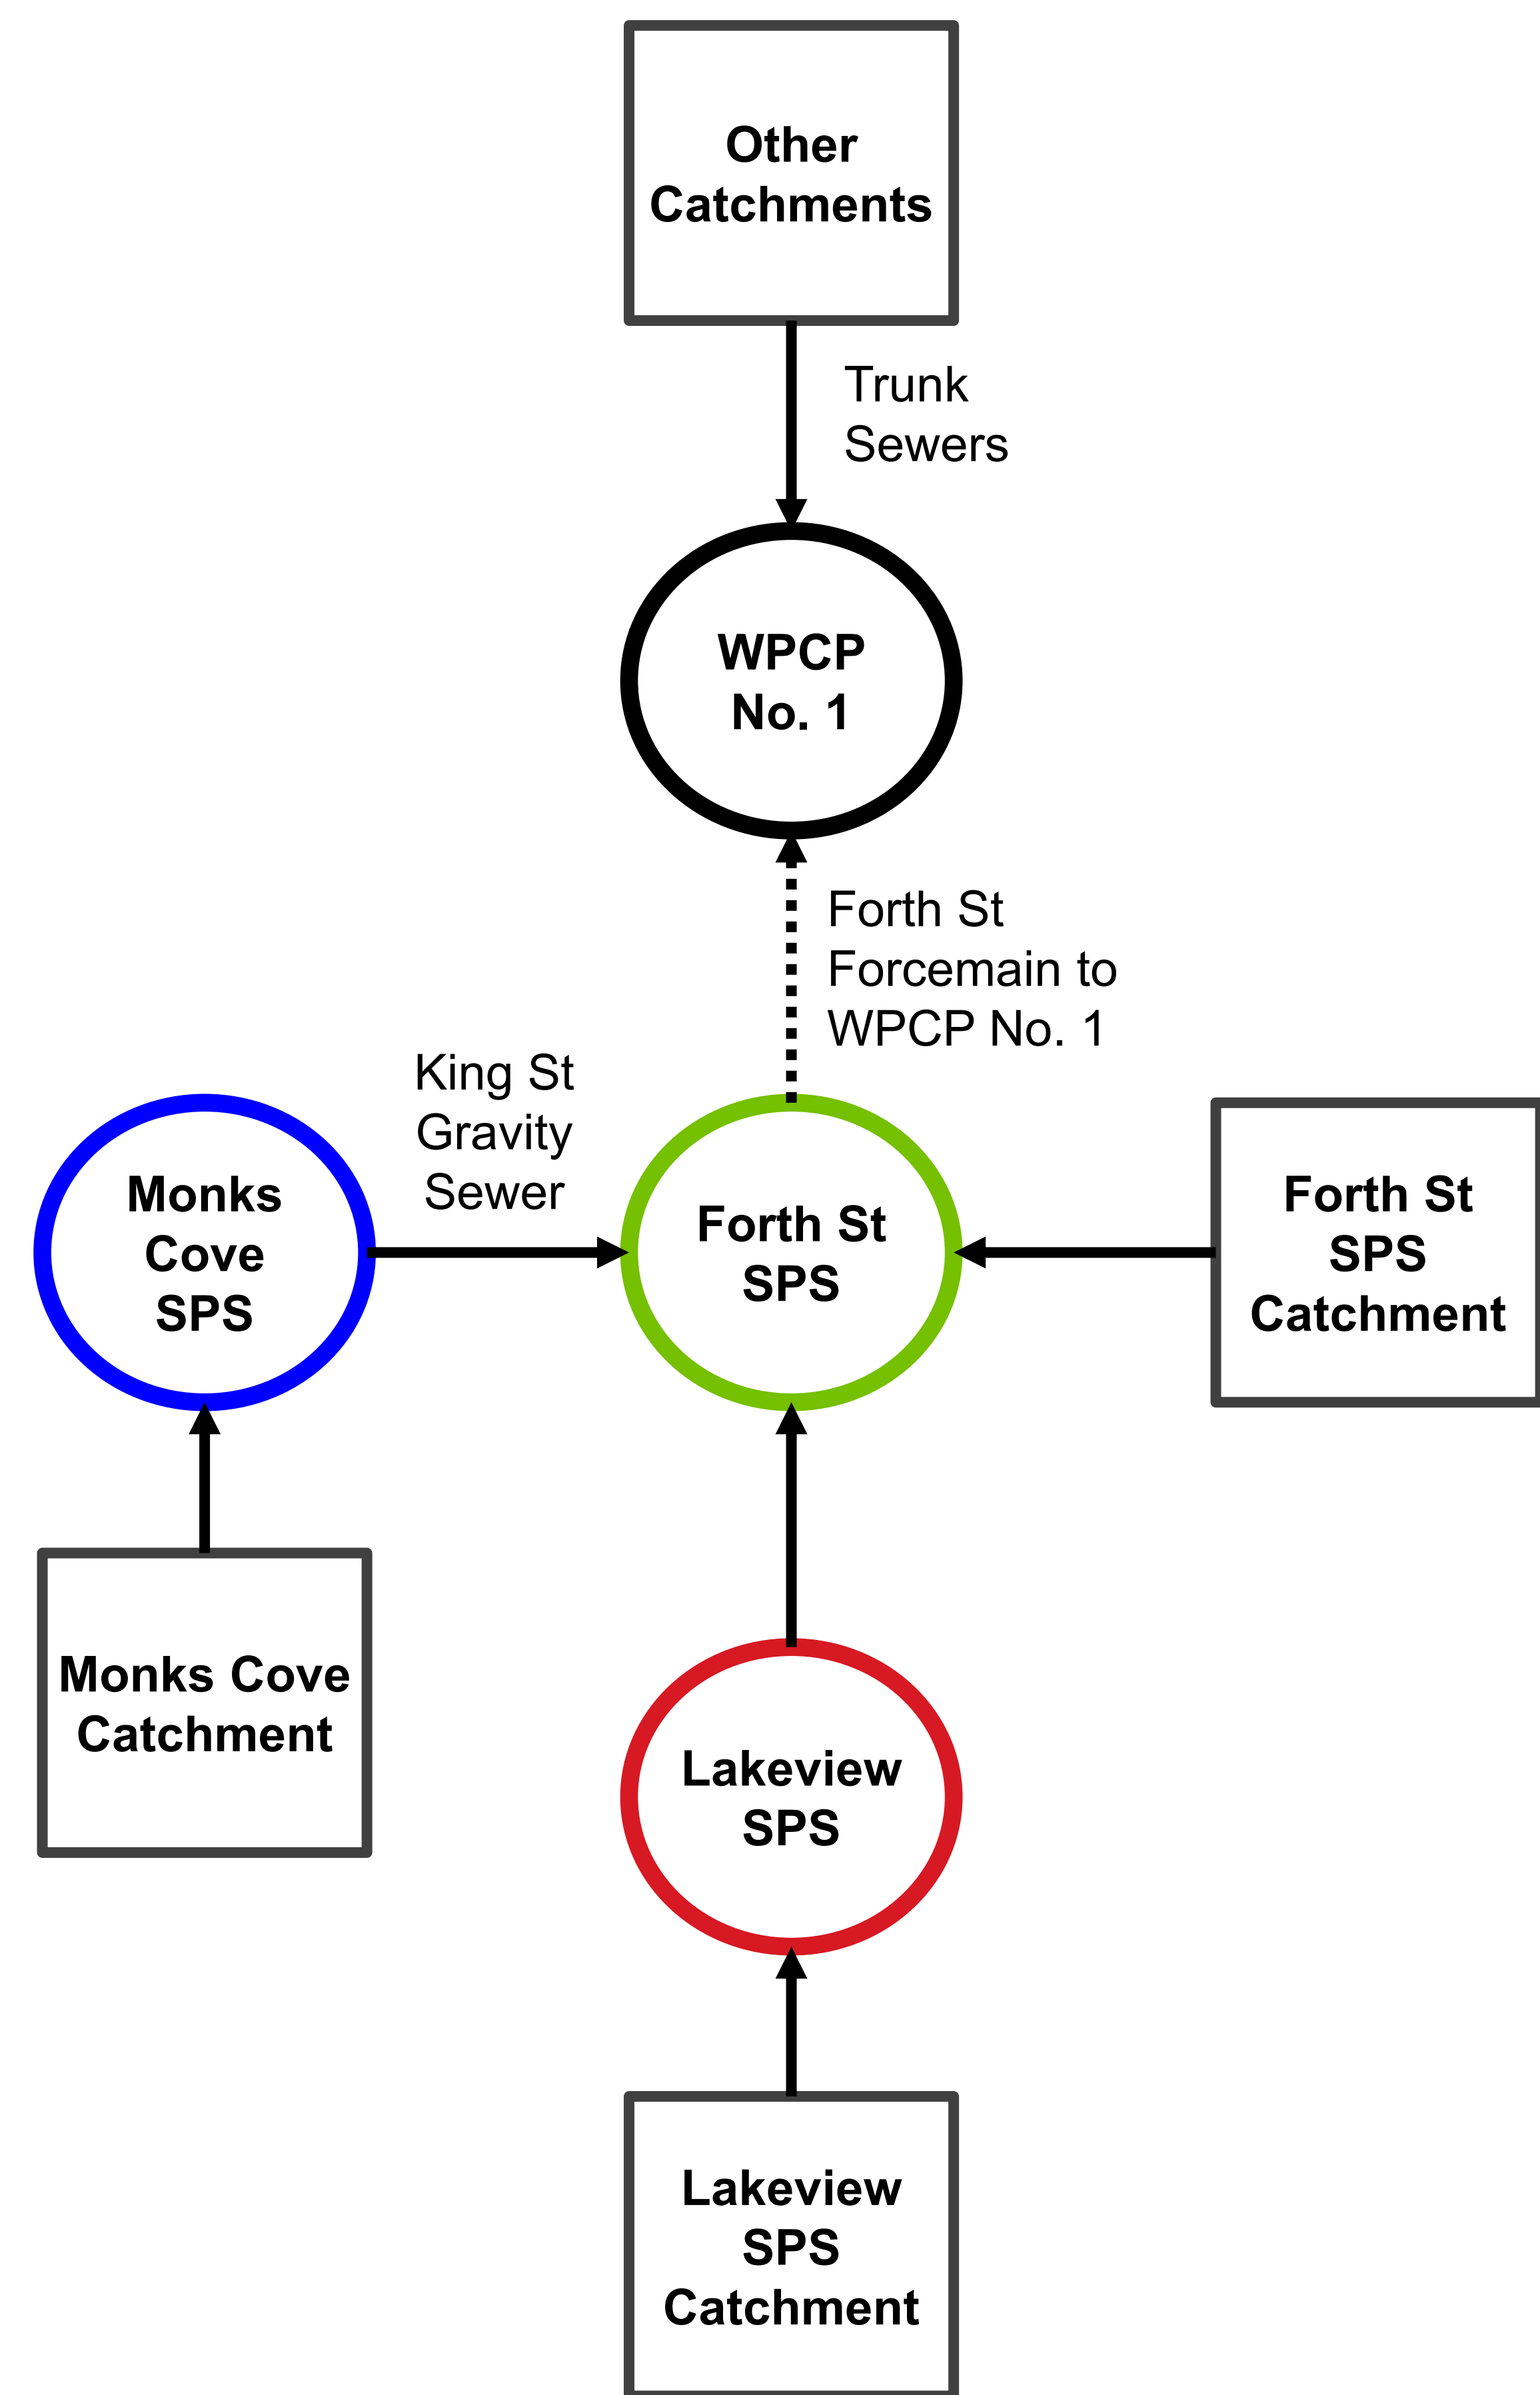 Other
Catchments
Trunk
Sewers
WPCP
No. 1
Forth St
Forcemain to
WPCP No. 1
King St
Gravity
Sewer
Monks
Cove
SPS
Forth St
SPS
Forth St
SPS
Catchment
Monks Cove
Catchment
Lakeview
SPS
Lakeview
SPS
Catchment